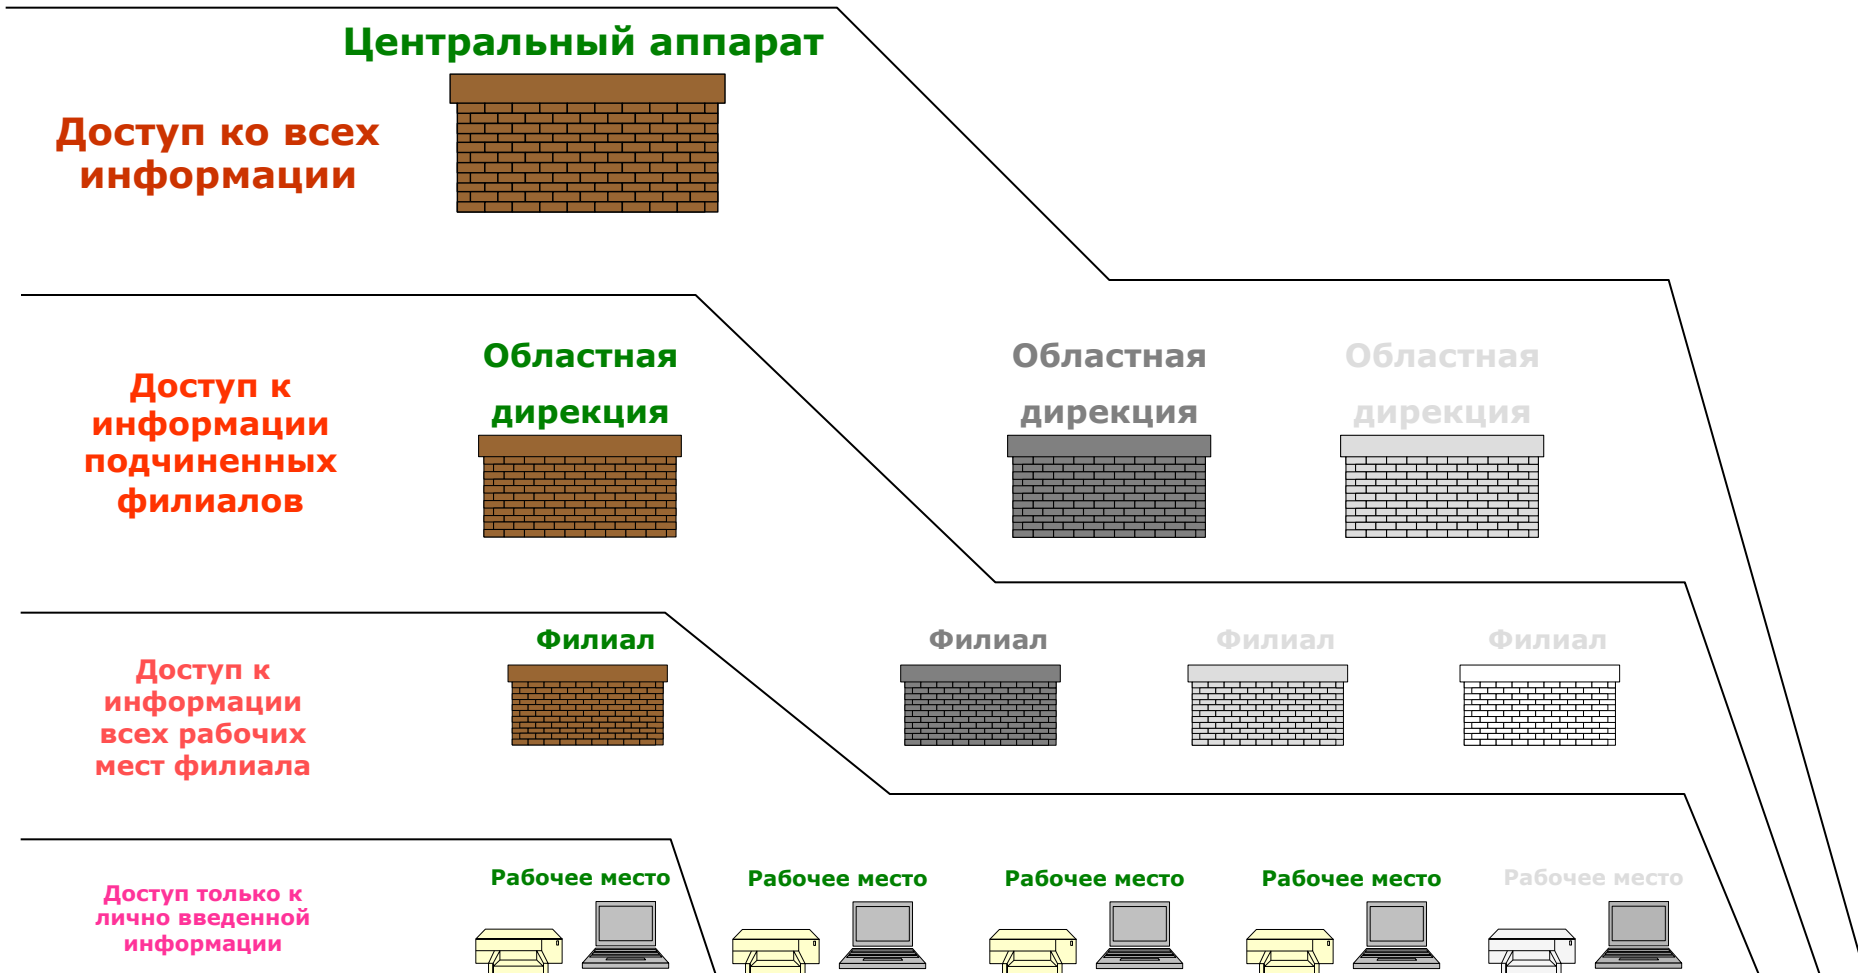 Центральный аппарат
Доступ ко всех
информации
Областная
дирекция
Областная
дирекция
Областная
дирекция
Доступ к
информации
подчиненных
филиалов
Филиал
Филиал
Филиал
Филиал
Доступ к
информации
всех рабочих
мест филиала
Рабочее место
Рабочее место
Рабочее место
Рабочее место
Рабочее место
Доступ только к
лично введенной
информации